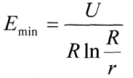 E_min = U / (R ln (R / r))